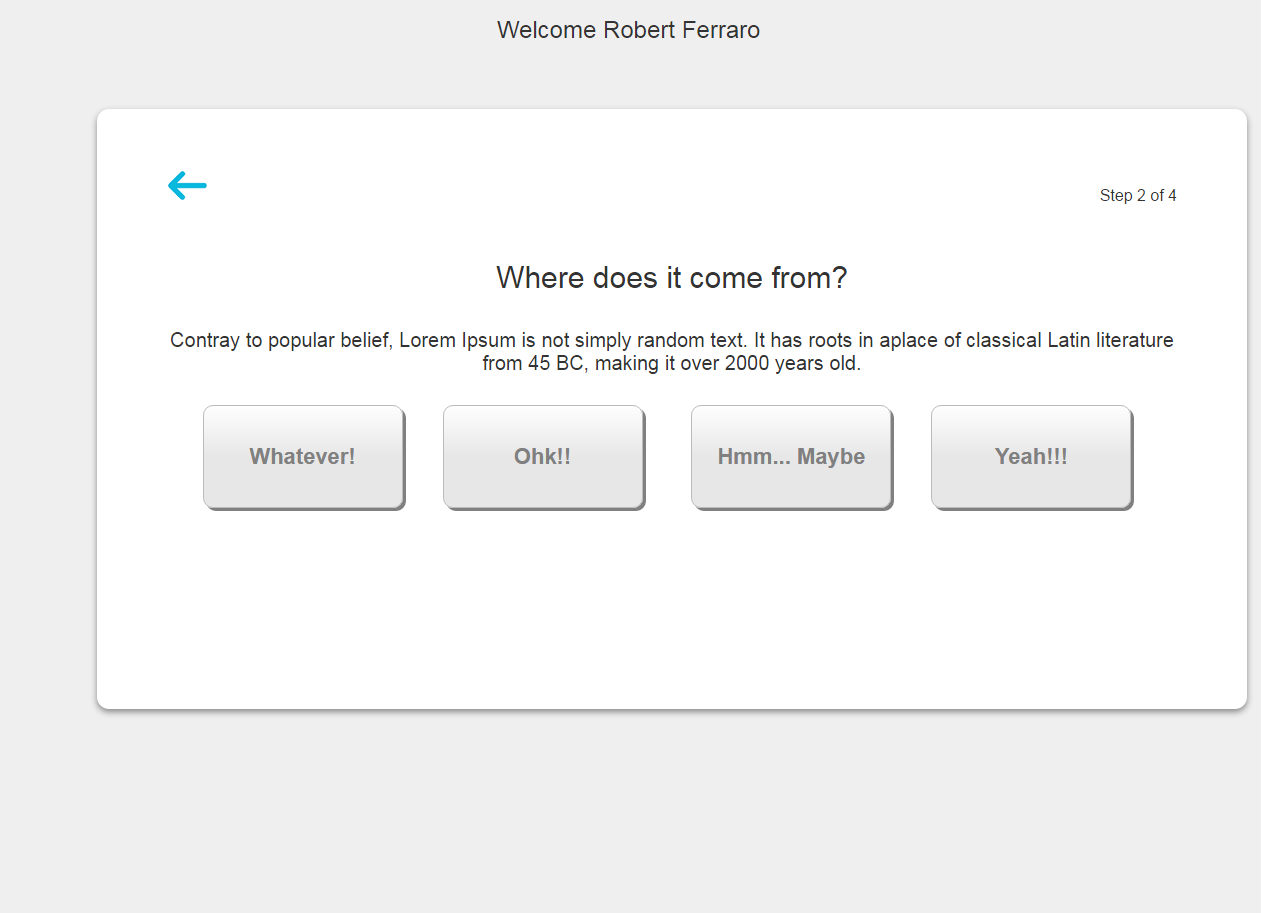 Welcome Robert Ferraro
Step 2 of 4
Where does it come from?
Contray to popular belief, Lorem Ipsum is not simply random text. It has roots in aplace of classical Latin literature
from 45 BC, making it over 2000 years old.
Whatever!
Ohk!!
Hmm... Maybe
Yeah!!!